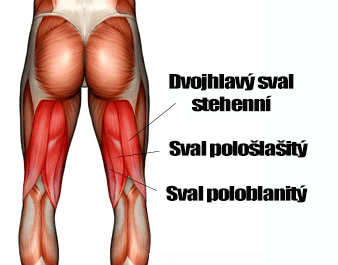 Dvojhlavý sval
stehenní
Sval pološlašitý
Sval poloblanitý